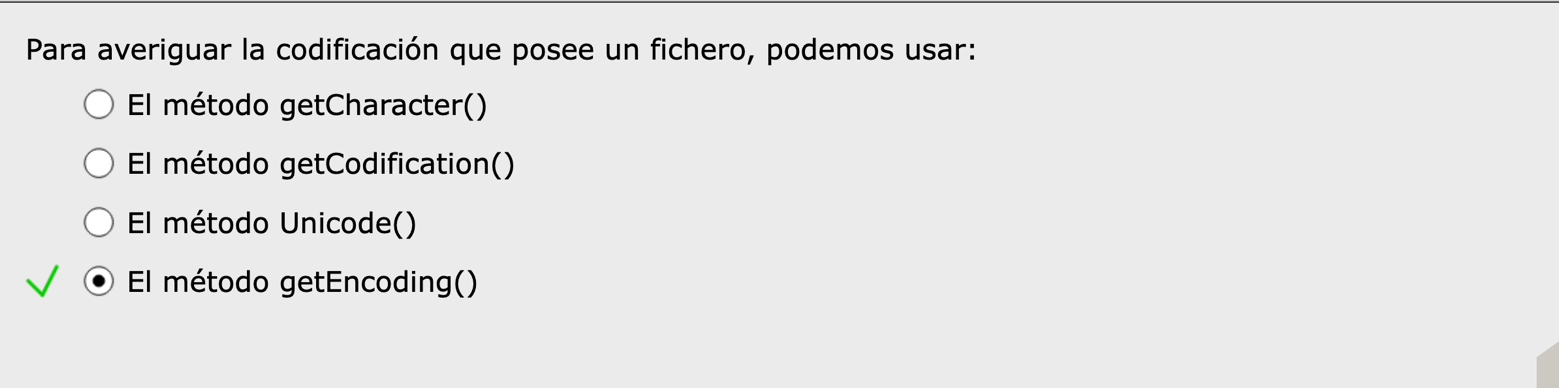 Para averiguar la codificación que posee un fichero, podemos usar:
El método getCharacter()
El método getCodification()
El método Unicode()
El método getEncoding()